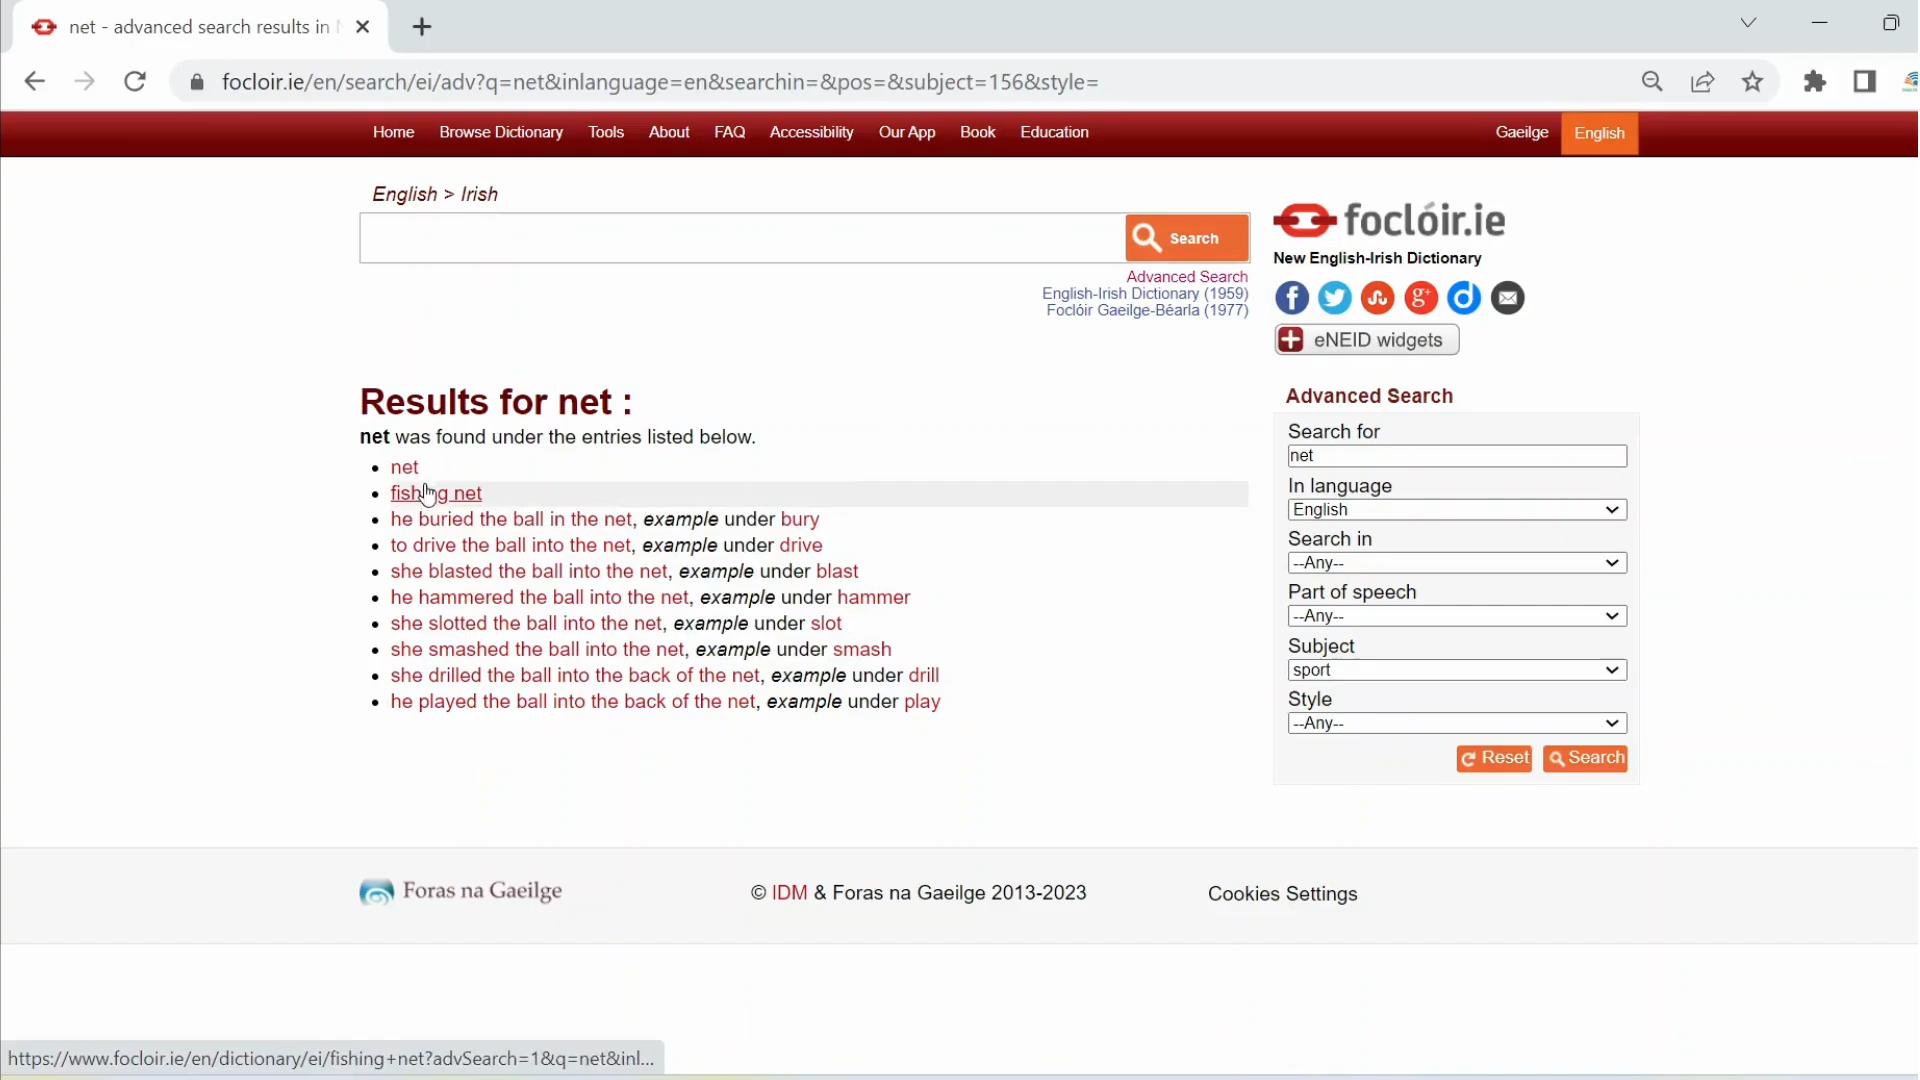 net - advanced search results in
focloir.ie/en/search/ei/adv?q=net&inlanguage=en&searchin=&pos=&subject=156&style=
Home Browse Dictionary Tools About FAQ Accessibility Our App Book Education Gaeilge English
English > Irish
Search
Advanced Search
English-Irish Dictionary (1959)
Foclóir Gaeilge-Béarla (1977)
foclóir.ie
New English-Irish Dictionary
eNEID widgets
Results for net :
net was found under the entries listed below.
net
fishing net
he buried the ball in the net, example under bury
to drive the ball into the net, example under drive
she blasted the ball into the net, example under blast
he hammered the ball into the net, example under hammer
she slotted the ball into the net, example under slot
she smashed the ball into the net, example under smash
she drilled the ball into the back of the net, example under drill
he played the ball into the back of the net, example under play
Advanced Search
Search for
net
In language
English
Search in
--Any--
Part of speech
--Any--
Subject
sport
Style
--Any--
Reset Search
Foras na Gaeilge © IDM & Foras na Gaeilge 2013-2023 Cookies Settings
https://www.focloir.ie/en/dictionary/ei/fishing+net?advSearch=1&q=net&inl...